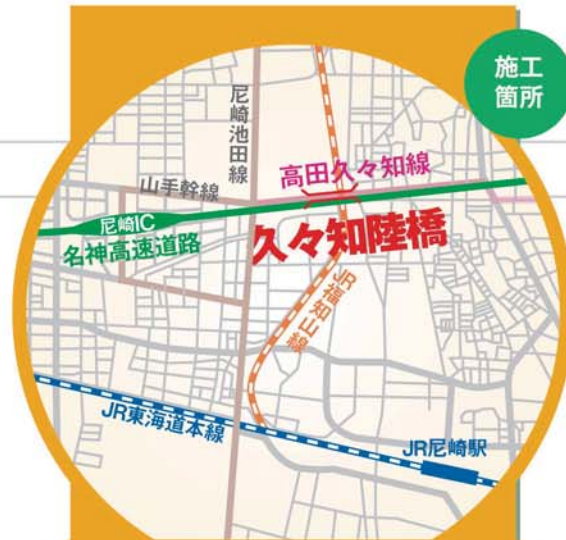 施工
箇所
尼崎池田線
山手幹線
高田久々知線
尼崎IC
名神高速道路
久々知陸橋
JR福知山線
JR東海道本線
JR尼崎駅